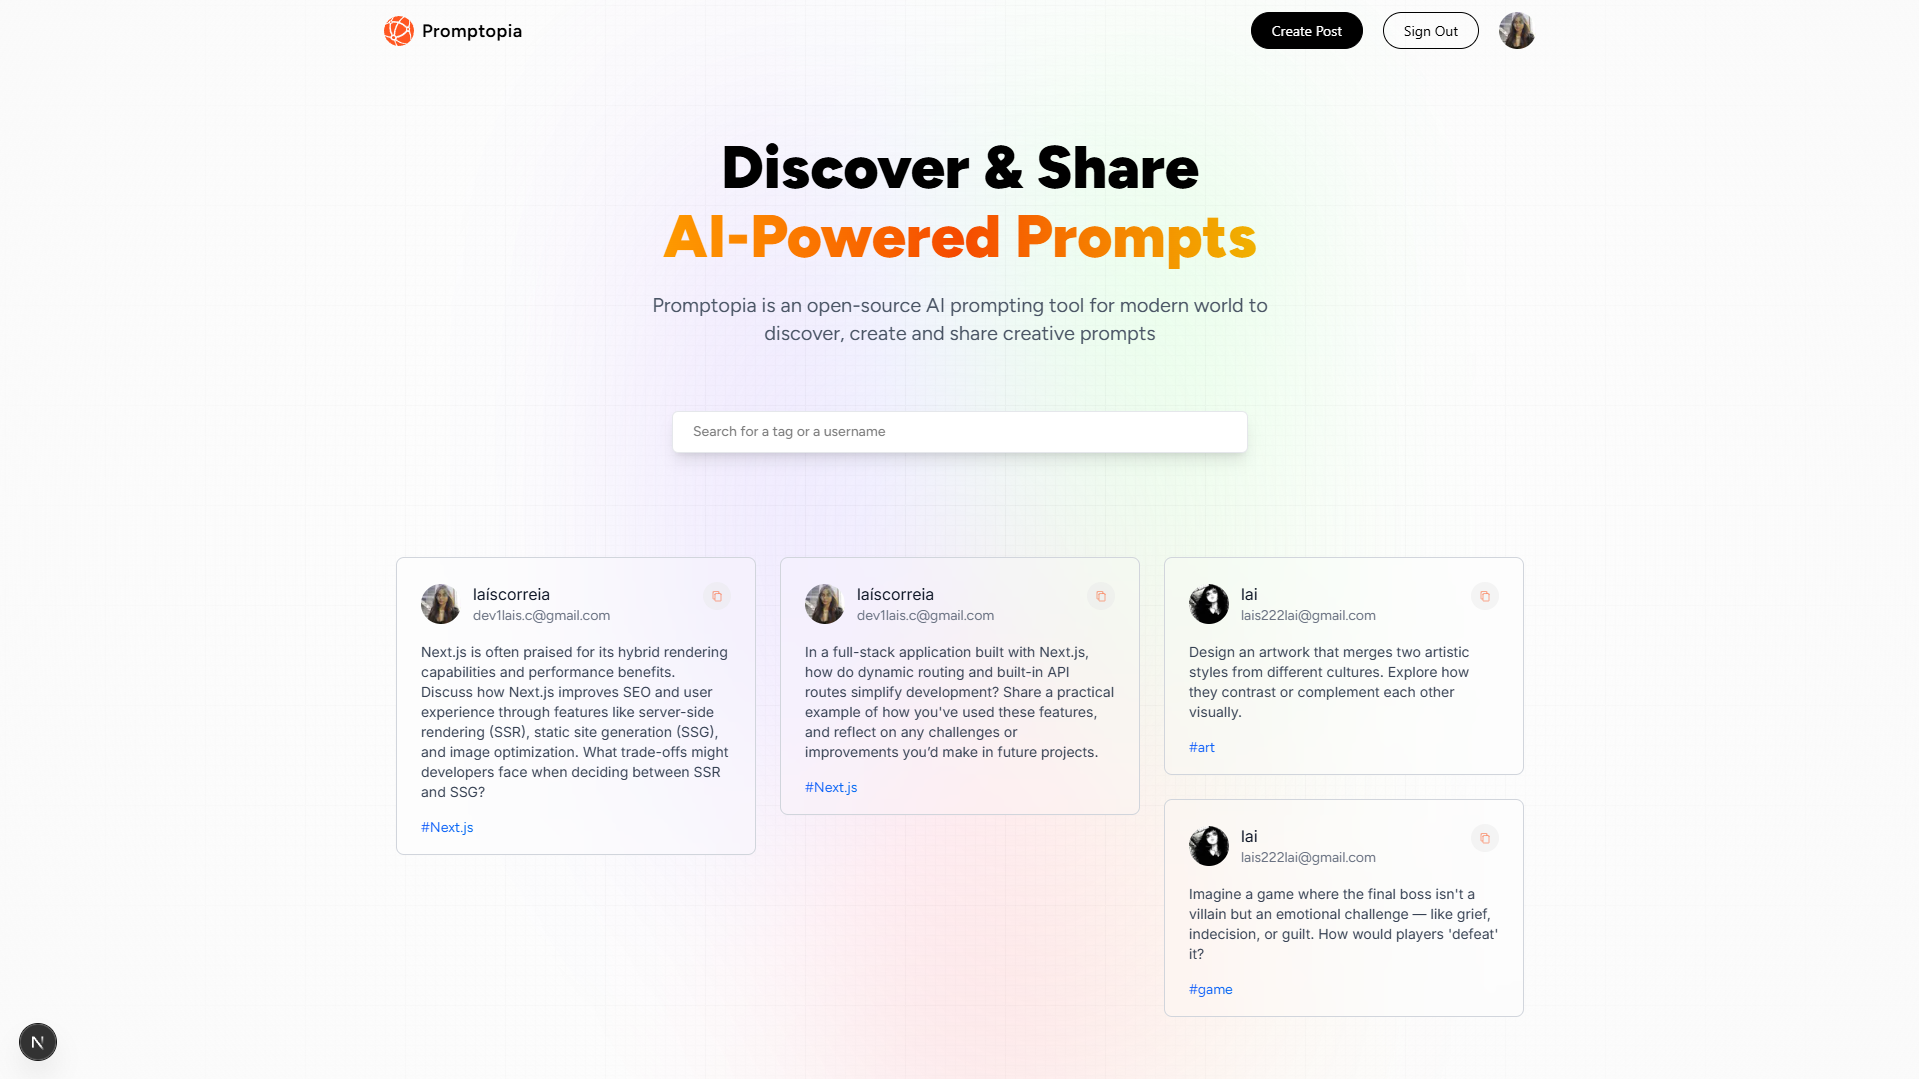 Promptopia
Create Post
Sign Out
Discover & Share
AI-Powered Prompts
Promptopia is an open-source AI prompting tool for modern world to
discover, create and share creative prompts
Search for a tag or a username
laíscorreia
dev1lais.c@gmail.com
Next.js is often praised for its hybrid rendering
capabilities and performance benefits.
Discuss how Next.js improves SEO and user
experience through features like server-side
rendering (SSR), static site generation (SSG),
and image optimization. What trade-offs might
developers face when deciding between SSR
and SSG?
#Next.js
laíscorreia
dev1lais.c@gmail.com
In a full-stack application built with Next.js,
how do dynamic routing and built-in API
routes simplify development? Share a practical
example of how you've used these features,
and reflect on any challenges or
improvements you’d make in future projects.
#Next.js
lai
lais222lai@gmail.com
Design an artwork that merges two artistic
styles from different cultures. Explore how
they contrast or complement each other
visually.
#art
lai
lais222lai@gmail.com
Imagine a game where the final boss isn't a
villain but an emotional challenge — like grief,
indecision, or guilt. How would players 'defeat'
it?
#game
N